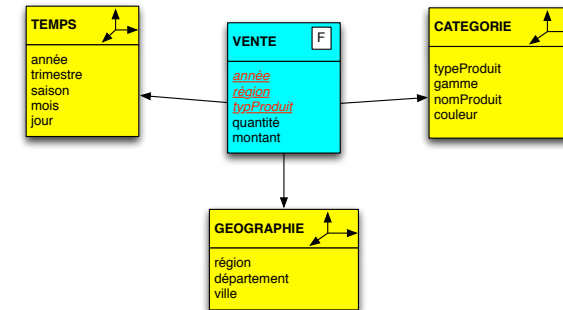 TEMPS
année
trimestre
saison
mois
jour
VENTE
F
année
région
typProduit
quantité
montant
CATEGORIE
typeProduit
gamme
nomProduit
couleur
GEOGRAPHIE
région
département
ville